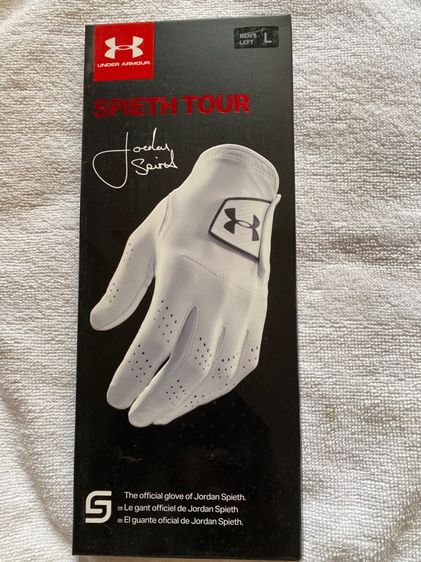 UNDER ARMOUR
MEN'S
LEFT
L
SPIETH TOUR
Jordan
Spieth
The official glove of Jordan Spieth.
Le gant officiel de Jordan Spieth
El guante oficial de Jordan Spieth.